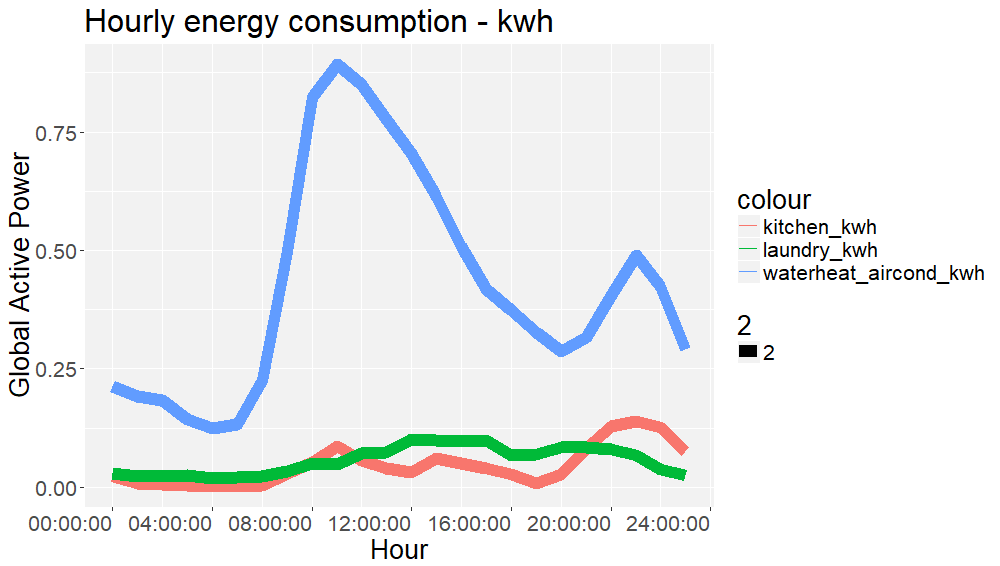 Hourly energy consumption - kwh
Global Active Power
0.75
0.50
0.25
0.00
00:00:00 04:00:00 08:00:00 12:00:00 16:00:00 20:00:00 24:00:00
Hour
colour
kitchen_kwh
laundry_kwh
waterheat_aircond_kwh
2
2